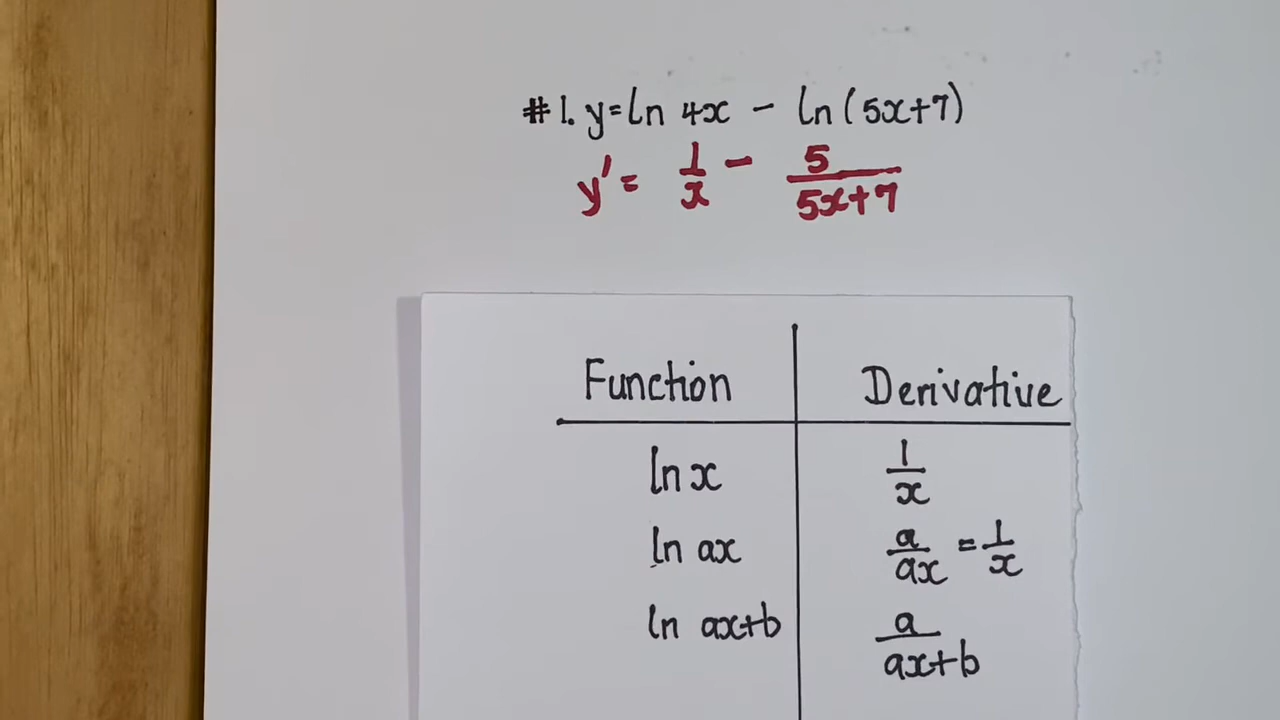 #1. y=ln 4x - ln(5x+7)
y' = 1/x - 5/(5x+7)
Function Derivative
ln x 1/x
ln ax a/ax = 1/x
ln ax+b a/(ax+b)